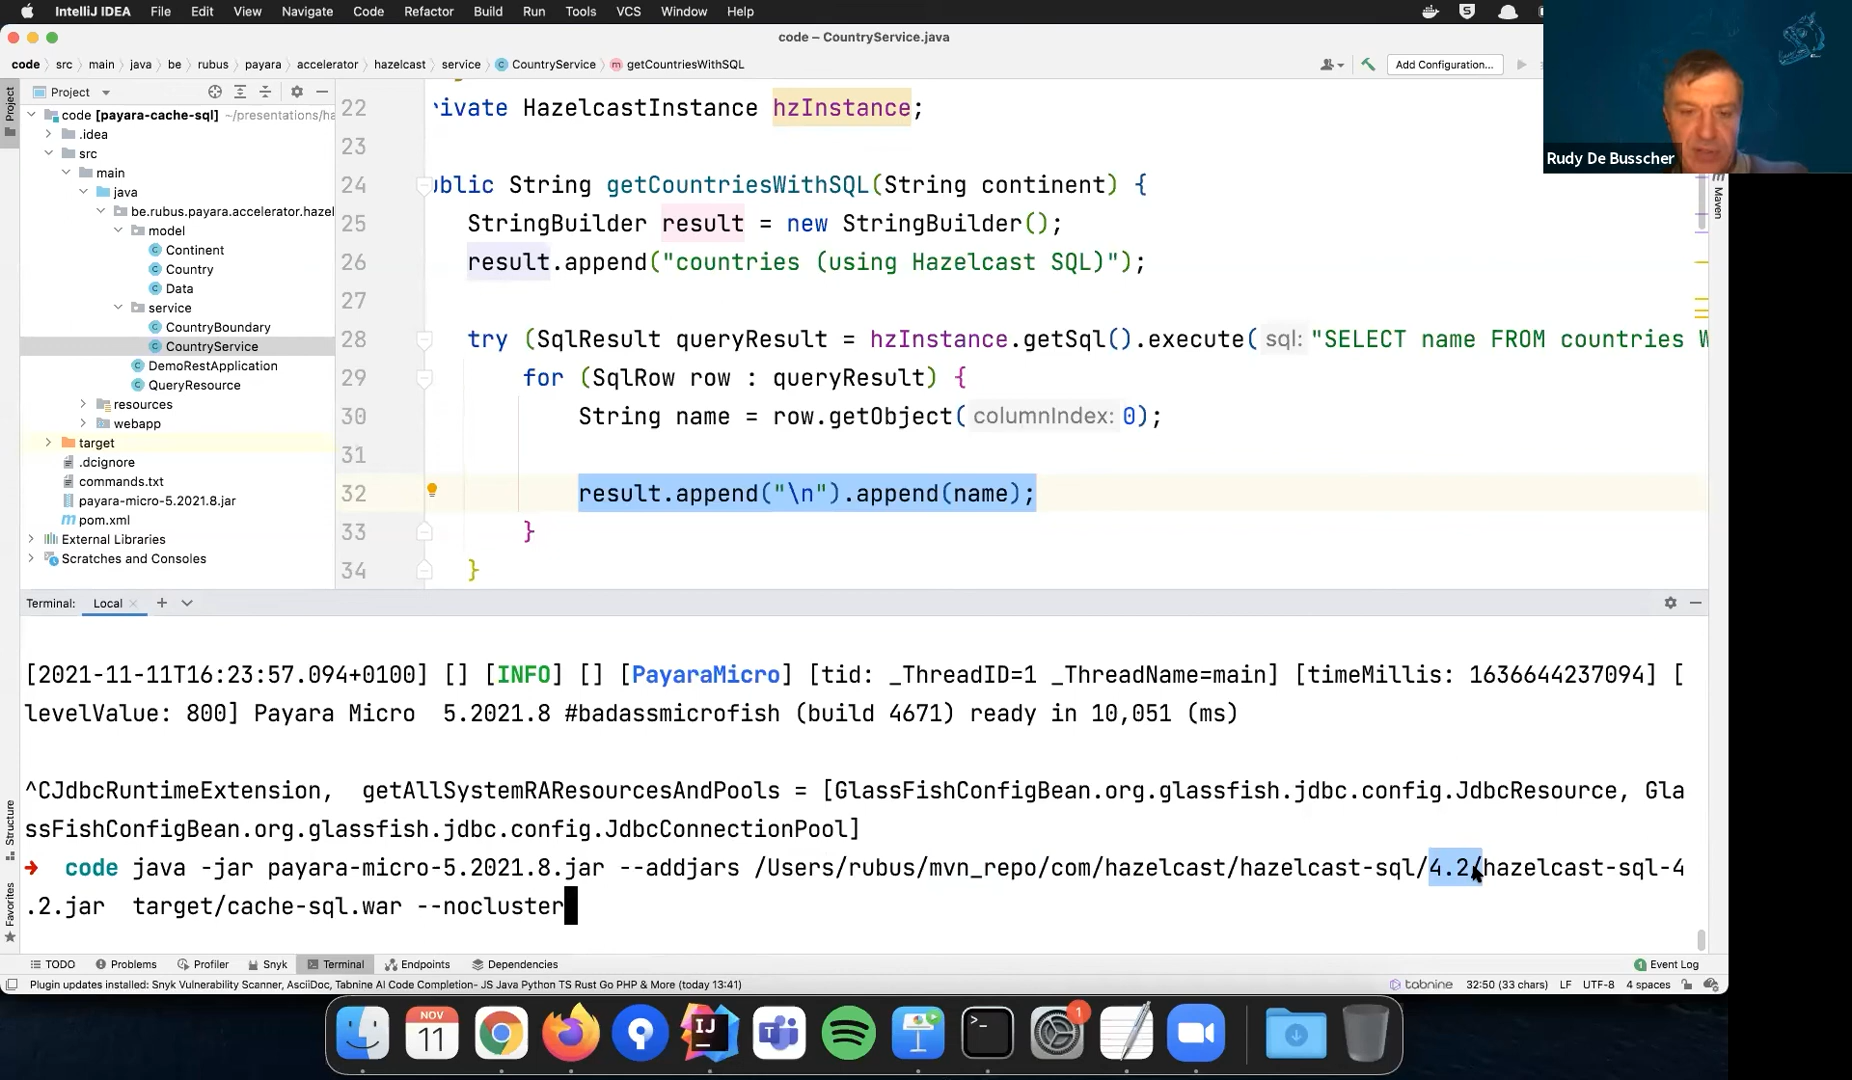 IntelliJ IDEA File Edit View Navigate Code Refactor Build Run Tools VCS Window Help
code – CountryService.java
code src main java be rubus payara accelerator hazelcast service CountryService getCountriesWithSQL
Add Configuration...
Project
Project
code [payara-cache-sql] ~/presentations/ha
.idea
src
main
java
be.rubus.payara.accelerator.hazel
model
Continent
Country
Data
service
CountryBoundary
CountryService
DemoRestApplication
QueryResource
resources
webapp
target
.dcignore
commands.txt
payara-micro-5.2021.8.jar
pom.xml
External Libraries
Scratches and Consoles
22 rivate HazelcastInstance hzInstance;
23
24 ublic String getCountriesWithSQL(String continent) {
25 StringBuilder result = new StringBuilder();
26 result.append("countries (using Hazelcast SQL)");
27
28 try (SqlResult queryResult = hzInstance.getSql().execute( sql: "SELECT name FROM countries W
29 for (SqlRow row : queryResult) {
30 String name = row.getObject( columnIndex: 0);
31
32 result.append("\n").append(name);
33 }
34 }
Maven
Rudy De Busscher
Terminal: Local
[2021-11-11T16:23:57.094+0100] [] [INFO] [] [PayaraMicro] [tid: _ThreadID=1 _ThreadName=main] [timeMillis: 1636644237094] [
levelValue: 800] Payara Micro 5.2021.8 #badassmicrofish (build 4671) ready in 10,051 (ms)
^CJdbcRuntimeExtension, getAllSystemRAResourcesAndPools = [GlassFishConfigBean.org.glassfish.jdbc.config.JdbcResource, Gla
ssFishConfigBean.org.glassfish.jdbc.config.JdbcConnectionPool]
→ code java -jar payara-micro-5.2021.8.jar --addjars /Users/rubus/mvn_repo/com/hazelcast/hazelcast-sql/4.2/hazelcast-sql-4
.2.jar target/cache-sql.war --nocluster
Structure
Favorites
TODO Problems Profiler Snyk Terminal Endpoints Dependencies
1 Event Log
Plugin updates installed: Snyk Vulnerability Scanner, AsciiDoc, Tabnine AI Code Completion- JS Java Python TS Rust Go PHP & More (today 13:41)
tabnine 32:50 (33 chars) LF UTF-8 4 spaces
NOV
11
IJ
1